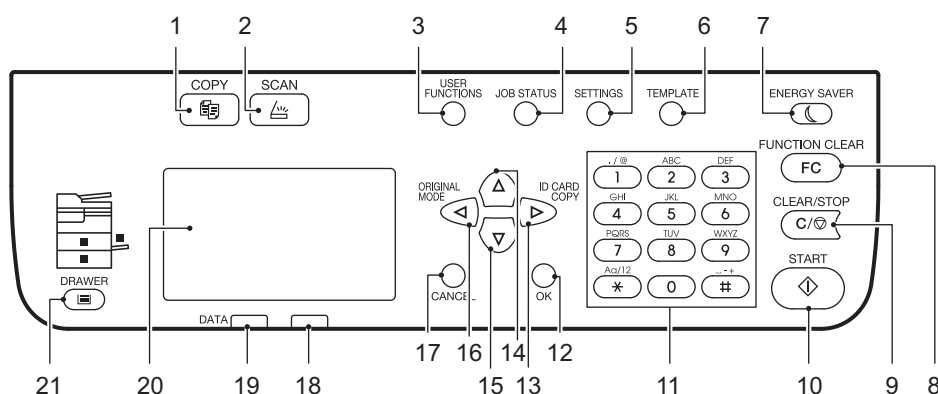 1 2 3 4 5 6 7
COPY SCAN
USER FUNCTIONS JOB STATUS SETTINGS TEMPLATE ENERGY SAVER
FUNCTION CLEAR
FC
. / @ ABC DEF
1 2 3
GHI JKL MNO
4 5 6
PQRS TUV WXYZ
7 8 9
Aa/12 ⎵ - +
* 0 #
ORIGINAL MODE
ID CARD COPY
CLEAR/STOP
C/
START
DRAWER
CANCEL
OK
DATA
21 20 19 18 17 16 15 14 13 12 11 10 9 8